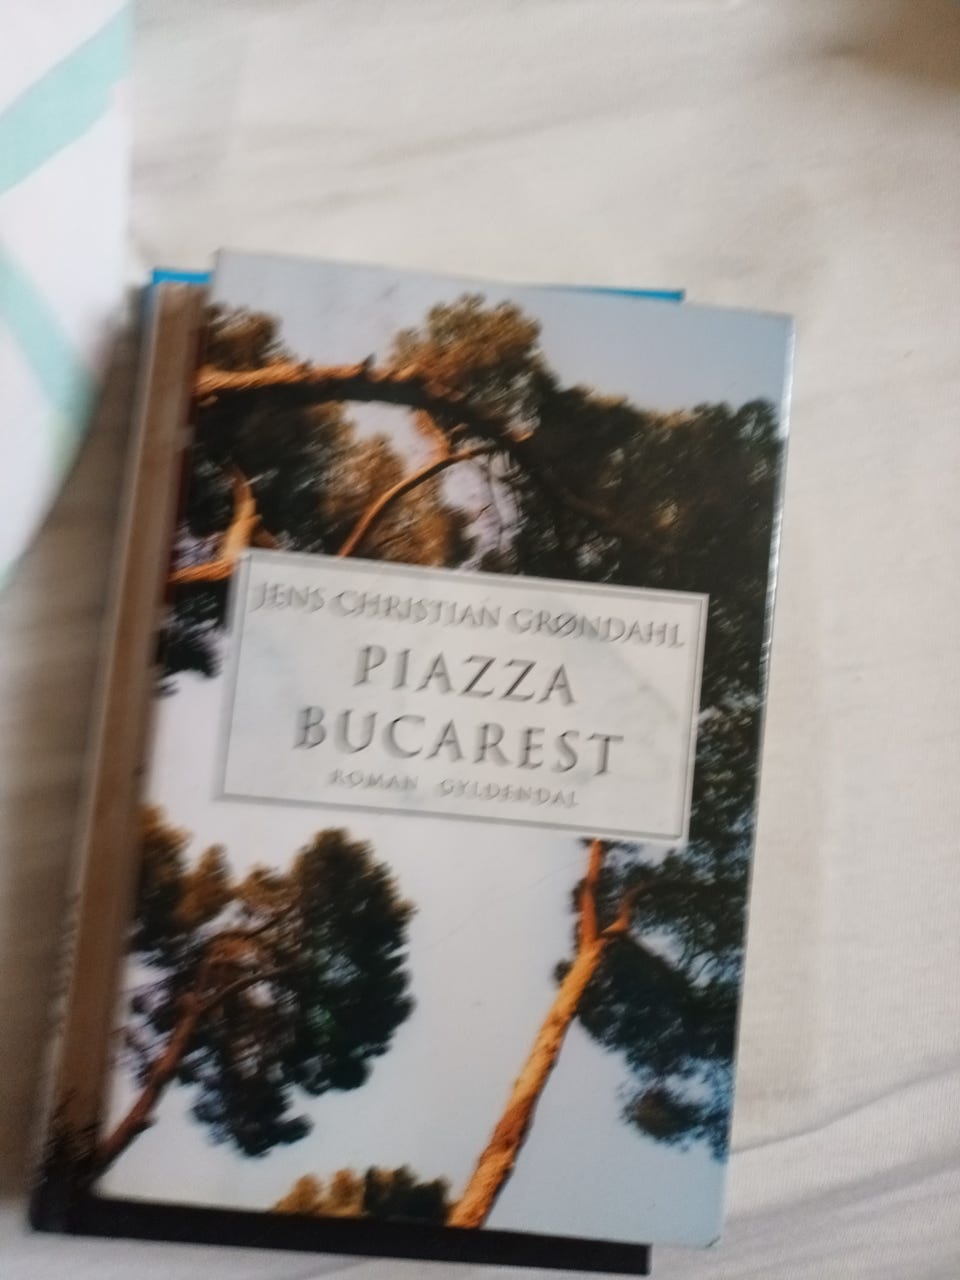 JENS CHRISTIAN GRØNDAHL
PIAZZA
BUCAREST
ROMAN GYLDENDAL